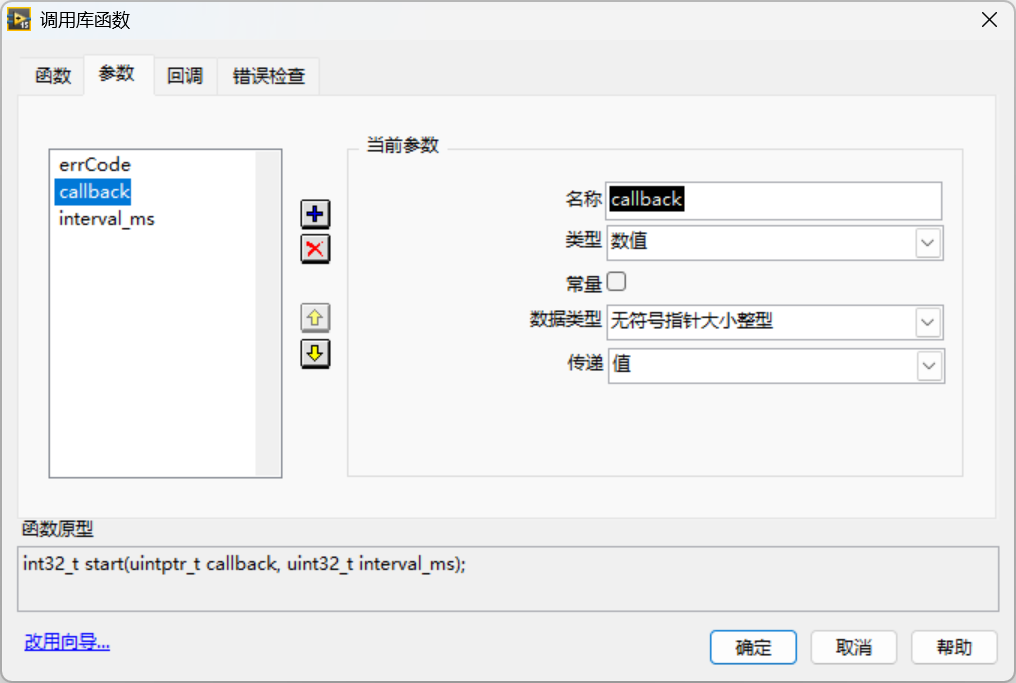 调用库函数
函数 参数 回调 错误检查
errCode
callback
interval_ms
当前参数
名称 callback
类型 数值
常量
数据类型 无符号指针大小整型
传递 值
函数原型
int32_t start(uintptr_t callback, uint32_t interval_ms);
改用向导...
确定 取消 帮助